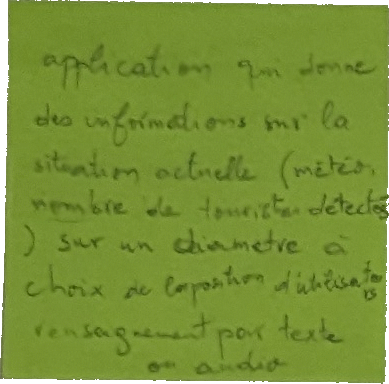 application qui donne
des informations sur la
situation actuelle (météo,
nombre de touristes détectés
) sur un diamètre à
choix de la position d'utilisateurs
renseignement par texte
ou audio